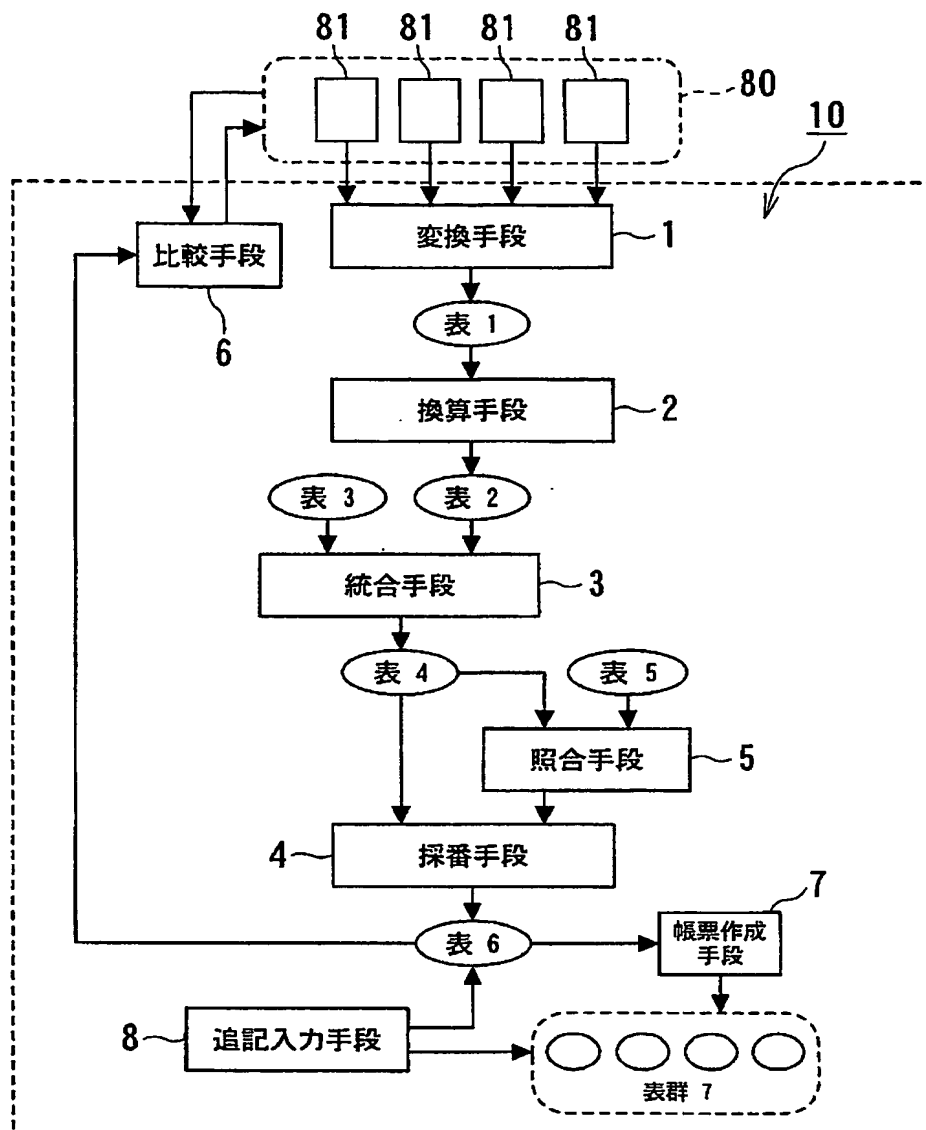 81 81 81 81
80
10
変換手段 1
比較手段
6
表 1
換算手段 2
表 3 表 2
統合手段 3
表 4 表 5
照合手段 5
4 採番手段
7
表 6
帳票作成
手段
8 追記入力手段
表群 7